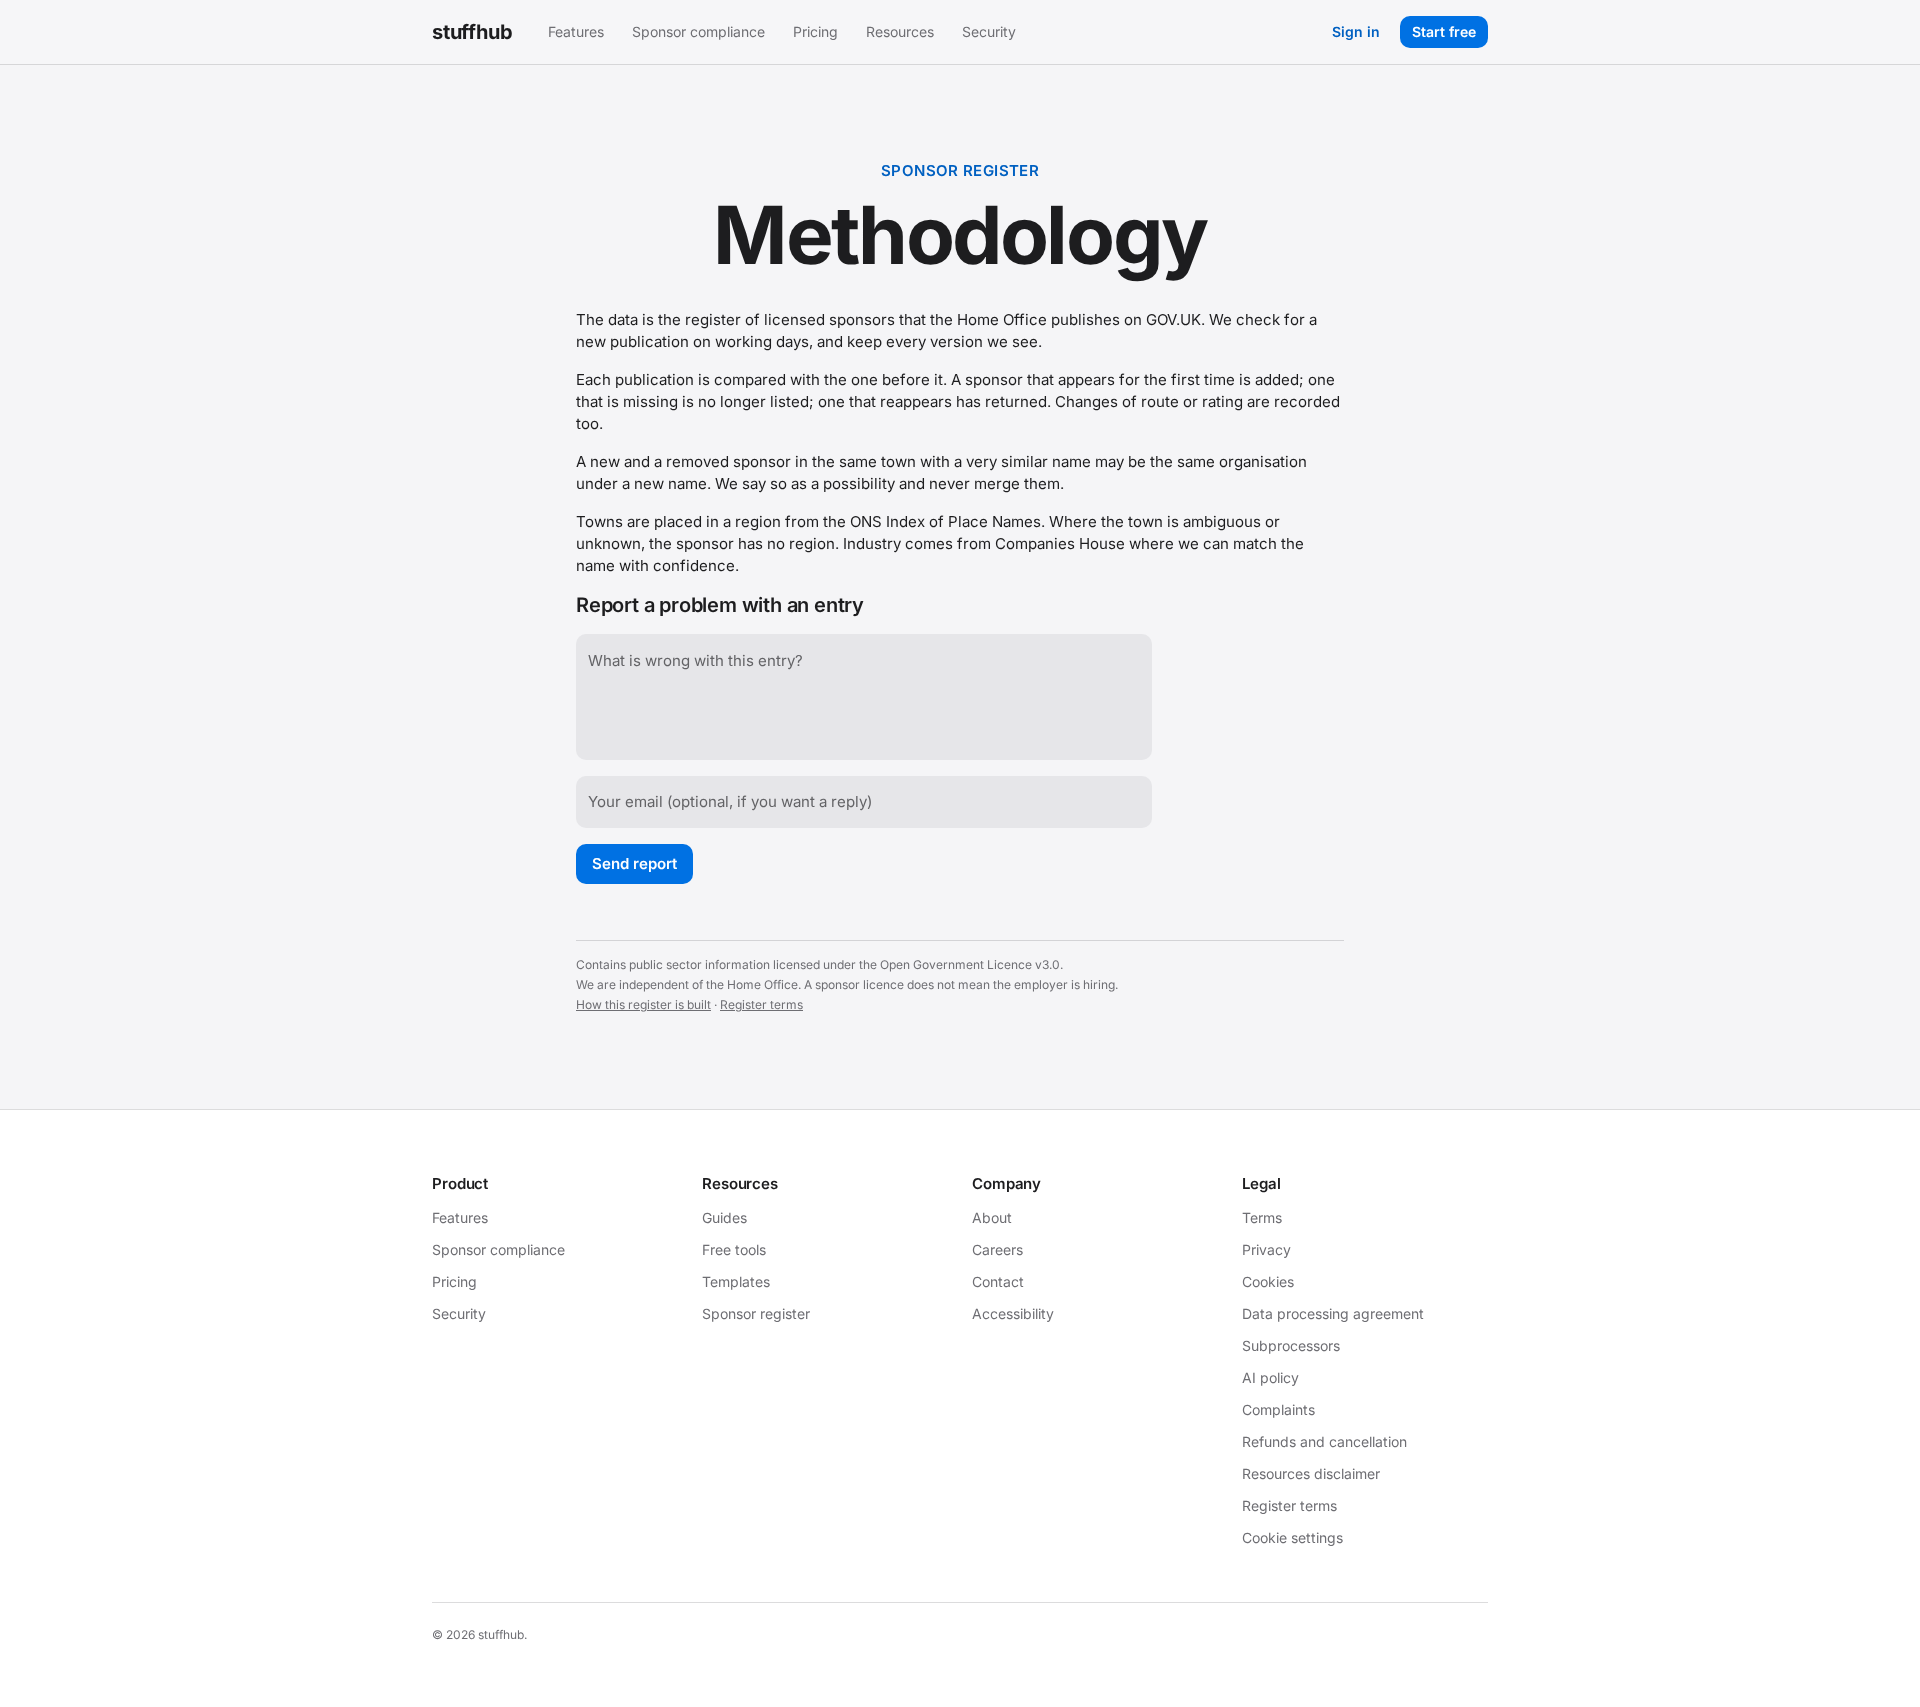 stuffhub
Features
Sponsor compliance
Pricing
Resources
Security
Sign in
Start free
SPONSOR REGISTER
Methodology
The data is the register of licensed sponsors that the Home Office publishes on GOV.UK. We check for a
new publication on working days, and keep every version we see.
Each publication is compared with the one before it. A sponsor that appears for the first time is added; one
that is missing is no longer listed; one that reappears has returned. Changes of route or rating are recorded
too.
A new and a removed sponsor in the same town with a very similar name may be the same organisation
under a new name. We say so as a possibility and never merge them.
Towns are placed in a region from the ONS Index of Place Names. Where the town is ambiguous or
unknown, the sponsor has no region. Industry comes from Companies House where we can match the
name with confidence.
Report a problem with an entry
What is wrong with this entry?
Your email (optional, if you want a reply)
Send report
Contains public sector information licensed under the Open Government Licence v3.0.
We are independent of the Home Office. A sponsor licence does not mean the employer is hiring.
How this register is built · Register terms
Product
Features
Sponsor compliance
Pricing
Security
Resources
Guides
Free tools
Templates
Sponsor register
Company
About
Careers
Contact
Accessibility
Legal
Terms
Privacy
Cookies
Data processing agreement
Subprocessors
AI policy
Complaints
Refunds and cancellation
Resources disclaimer
Register terms
Cookie settings
© 2026 stuffhub.